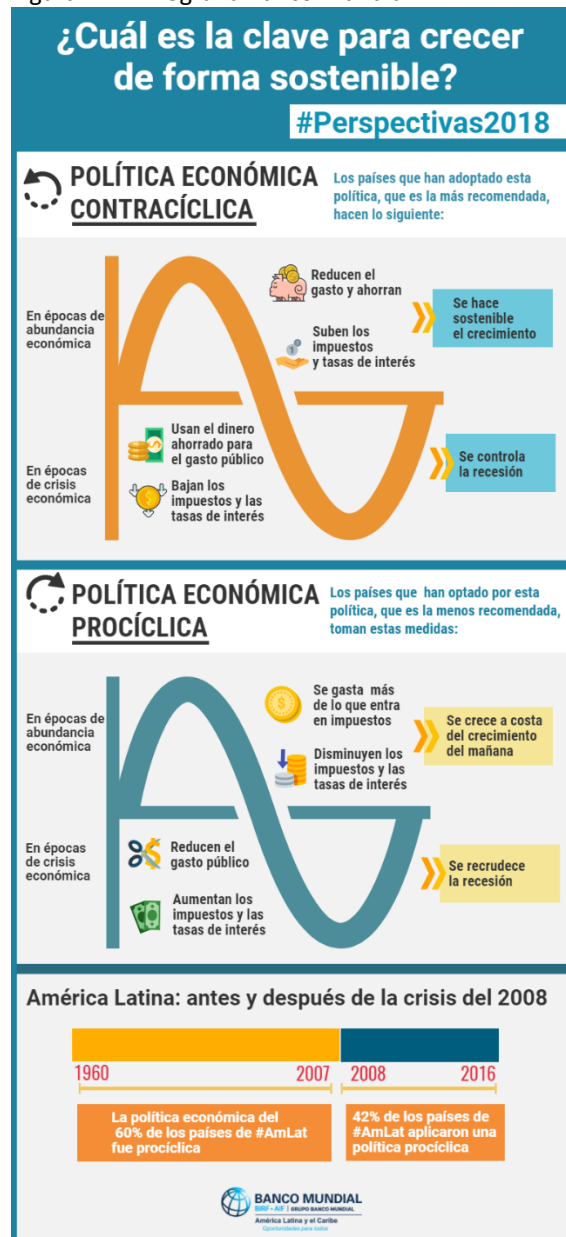 ¿Cuál es la clave para crecer
de forma sostenible?
#Perspectivas2018
POLÍTICA ECONÓMICA
CONTRACÍCLICA
Los países que han adoptado esta
política, que es la más recomendada,
hacen lo siguiente:
En épocas de
abundancia
económica
Reducen el
gasto y ahorran
Suben los
impuestos
y tasas de interés
Se hace
sostenible
el crecimiento
En épocas
de crisis
económica
Usan el dinero
ahorrado para
el gasto público
Bajan los
impuestos y las
tasas de interés
Se controla
la recesión
POLÍTICA ECONÓMICA
PROCÍCLICA
Los países que han optado por esta
política, que es la menos recomendada,
toman estas medidas:
En épocas de
abundancia
económica
Se gasta más
de lo que entra
en impuestos
Disminuyen los
impuestos y las
tasas de interés
Se crece a costa
del crecimiento
del mañana
En épocas
de crisis
económica
Reducen el
gasto público
Aumentan los
impuestos y las
tasas de interés
Se recrudece
la recesión
América Latina: antes y después de la crisis del 2008
1960 2007 2008 2016
La política económica del
60% de los países de #AmLat
fue procíclica
42% de los países de
#AmLat aplicaron una
política procíclica
BANCO MUNDIAL
BIRF • AIF | GRUPO BANCO MUNDIAL
América Latina y el Caribe
Oportunidades para todos